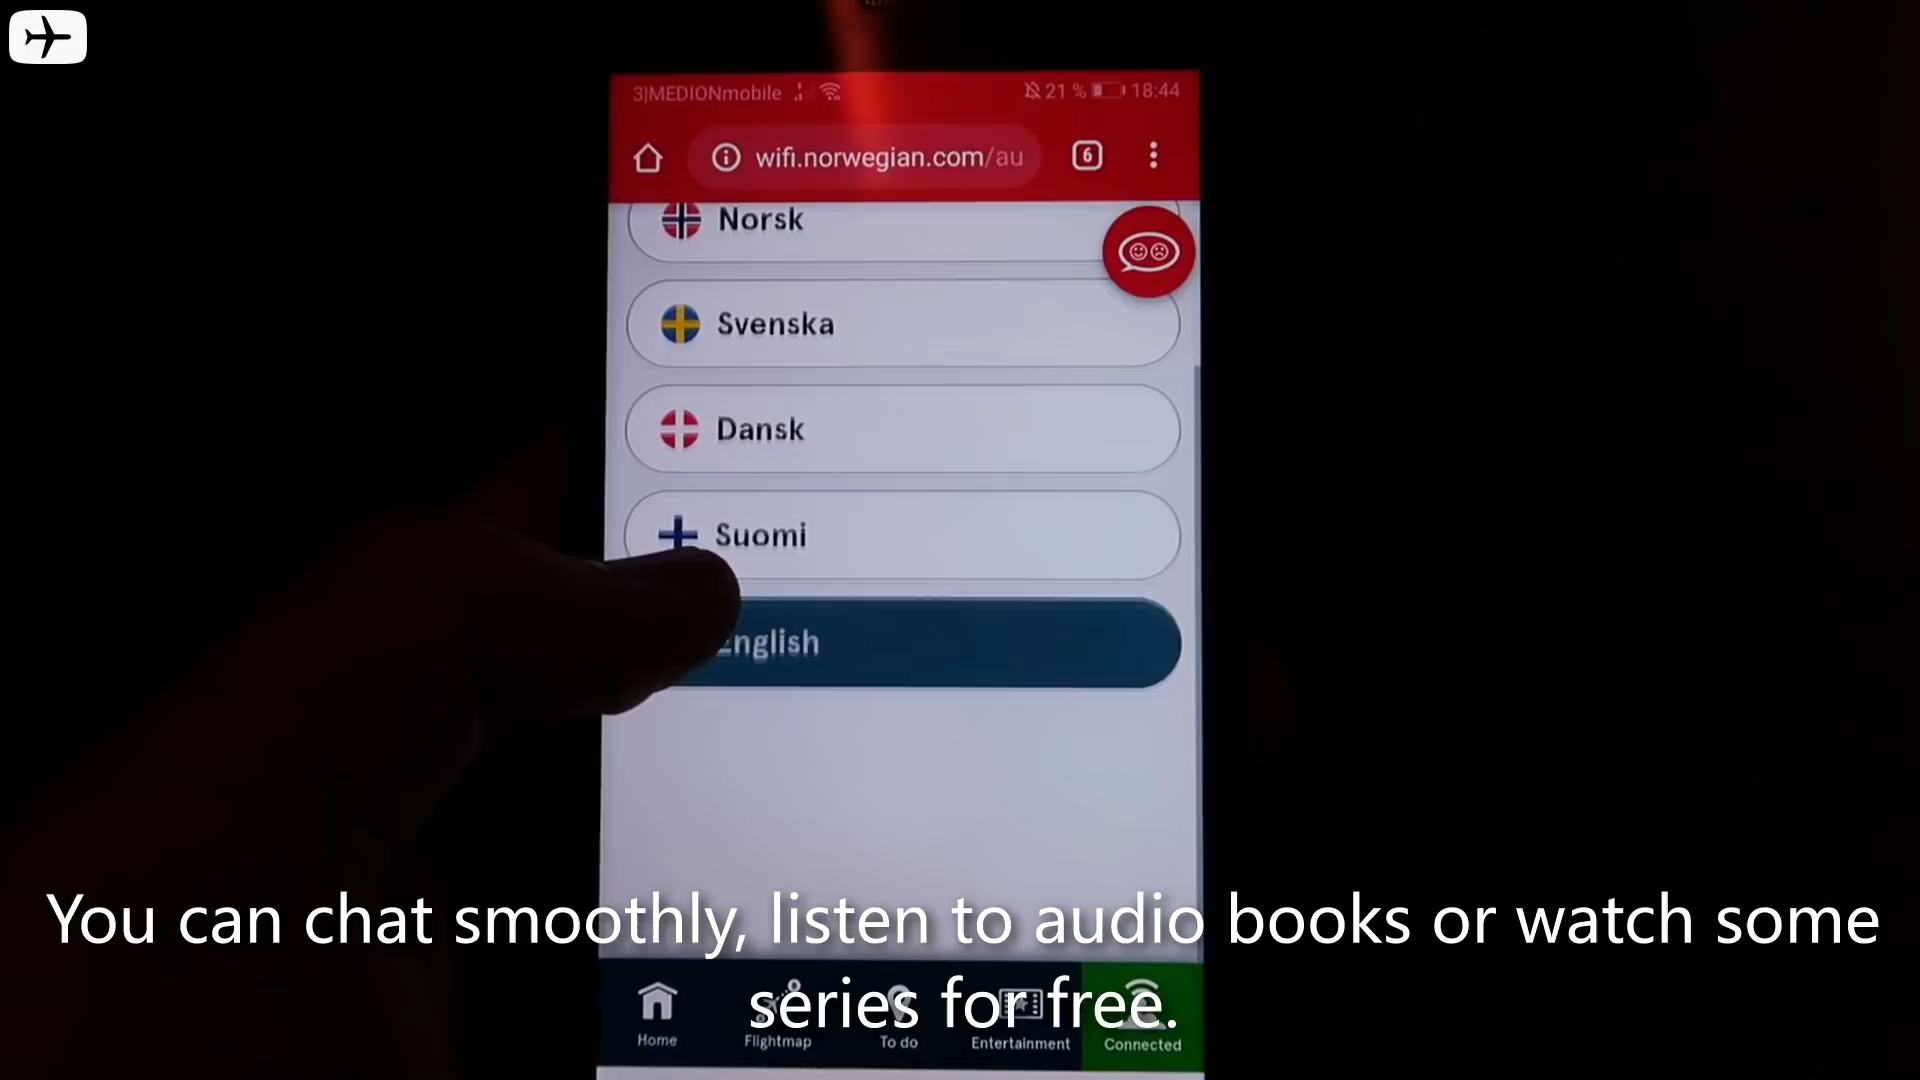 3|MEDIONmobile 21 % 18:44
wifi.norwegian.com/au 6
Norsk
Svenska
Dansk
Suomi
English
You can chat smoothly, listen to audio books or watch some
series for free.
Home Flightmap To do Entertainment Connected